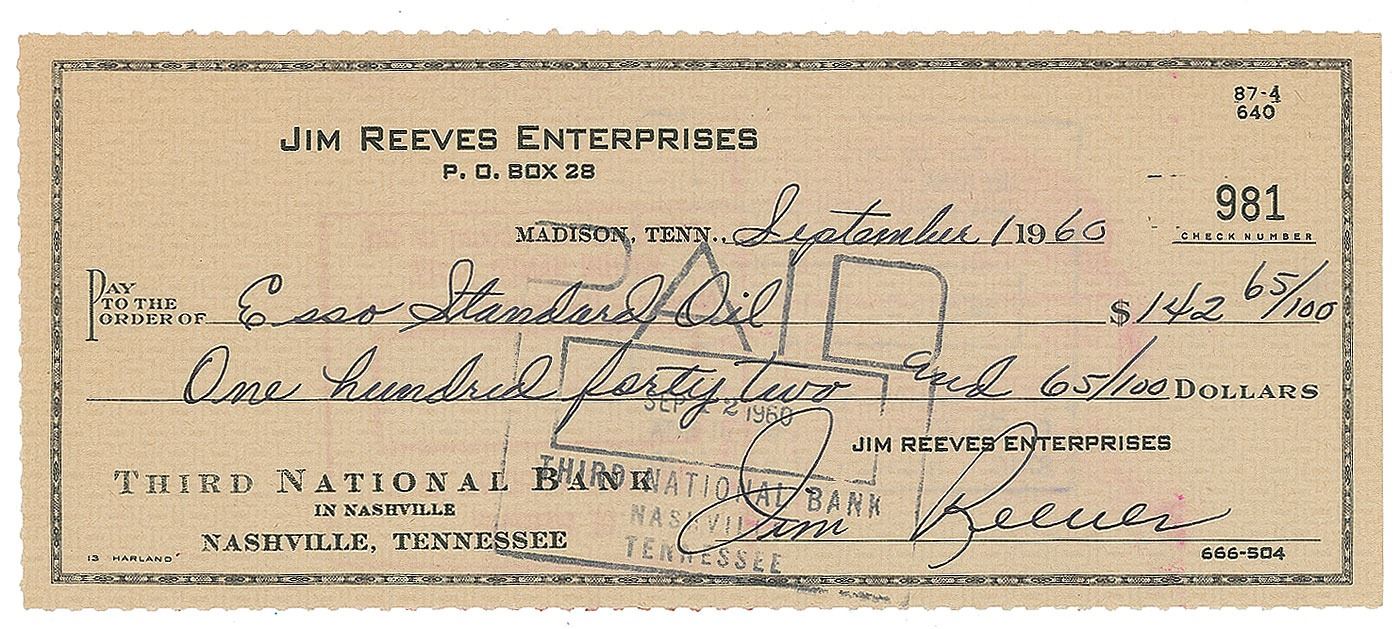 87-4
640
JIM REEVES ENTERPRISES
P. O. BOX 28
981
CHECK NUMBER
MADISON, TENN., September 1 1960
PAY TO THE ORDER OF Esso Standard Oil $142 65/100
One hundred forty two and 65/100 DOLLARS
PAID
SEP 2 1960
THIRD NATIONAL BANK
NASHVILLE
TENNESSEE
JIM REEVES ENTERPRISES
THIRD NATIONAL BANK
IN NASHVILLE
NASHVILLE, TENNESSEE
Jim Reeves
13 HARLAND
666-504